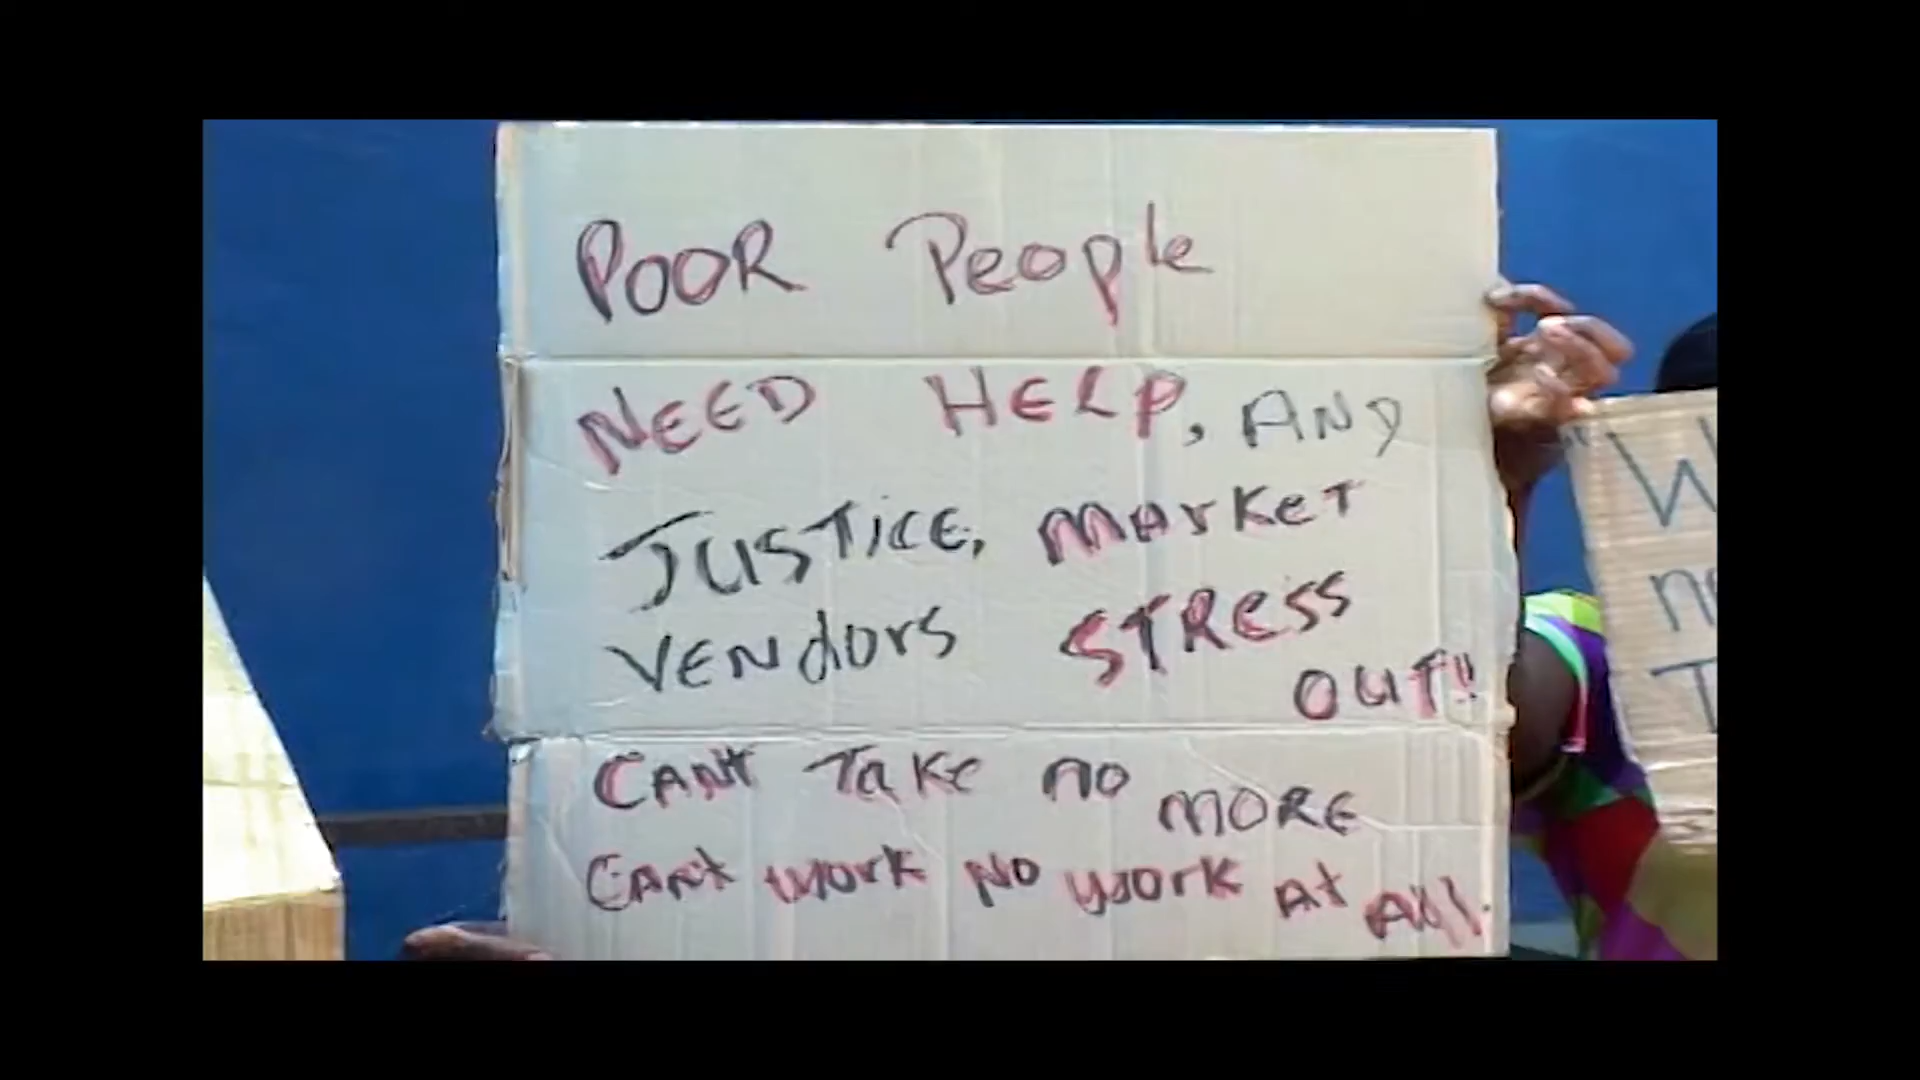 POOR People
NEED HELP, AND
JUSTICE, MARKET
VENdORS STRESS
OUT!!
CANT TAKE NO MORE
CANT WORK NO WORK AT ALL.